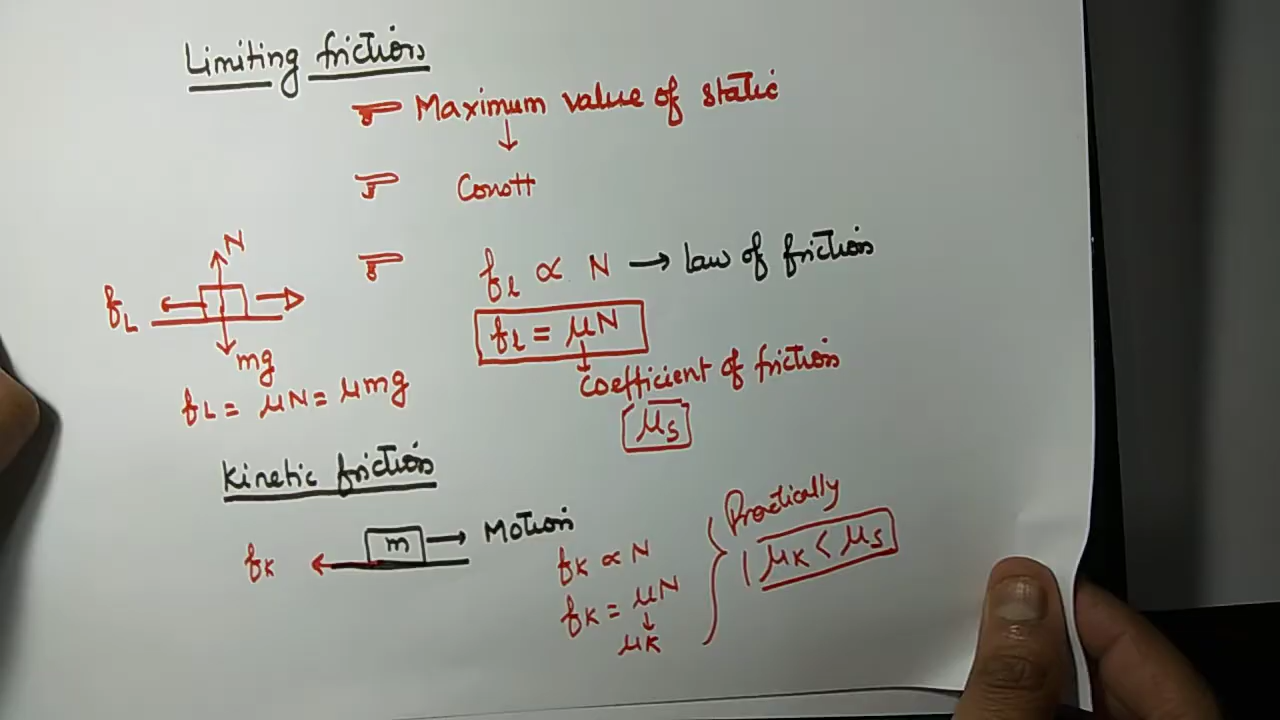 Limiting friction
Maximum value of static
↓
Constt
fₗ ∝ N → law of friction
fₗ = μN
↓
Coefficient of friction
μs
N
fL
mg
fL = μN = μmg
Kinetic friction
m → Motion
fK
fK ∝ N
fK = μN
↓
μK
Practically
μK < μs